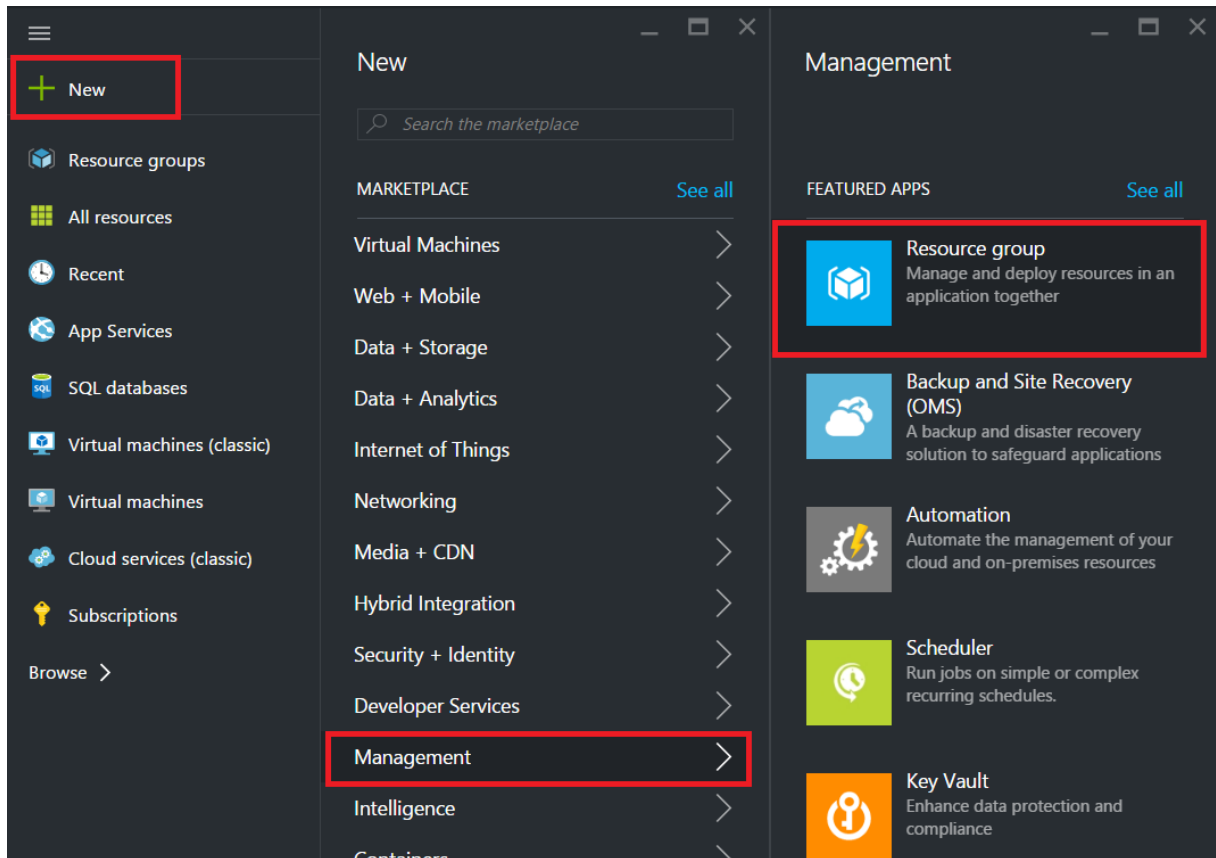 New
Resource groups
All resources
Recent
App Services
SQL
SQL databases
Virtual machines (classic)
Virtual machines
Cloud services (classic)
Subscriptions
Browse
New
Search the marketplace
MARKETPLACE See all
Virtual Machines
Web + Mobile
Data + Storage
Data + Analytics
Internet of Things
Networking
Media + CDN
Hybrid Integration
Security + Identity
Developer Services
Management
Intelligence
Containers
Management
FEATURED APPS See all
Resource group
Manage and deploy resources in an
application together
Backup and Site Recovery
(OMS)
A backup and disaster recovery
solution to safeguard applications
Automation
Automate the management of your
cloud and on-premises resources
Scheduler
Run jobs on simple or complex
recurring schedules.
Key Vault
Enhance data protection and
compliance